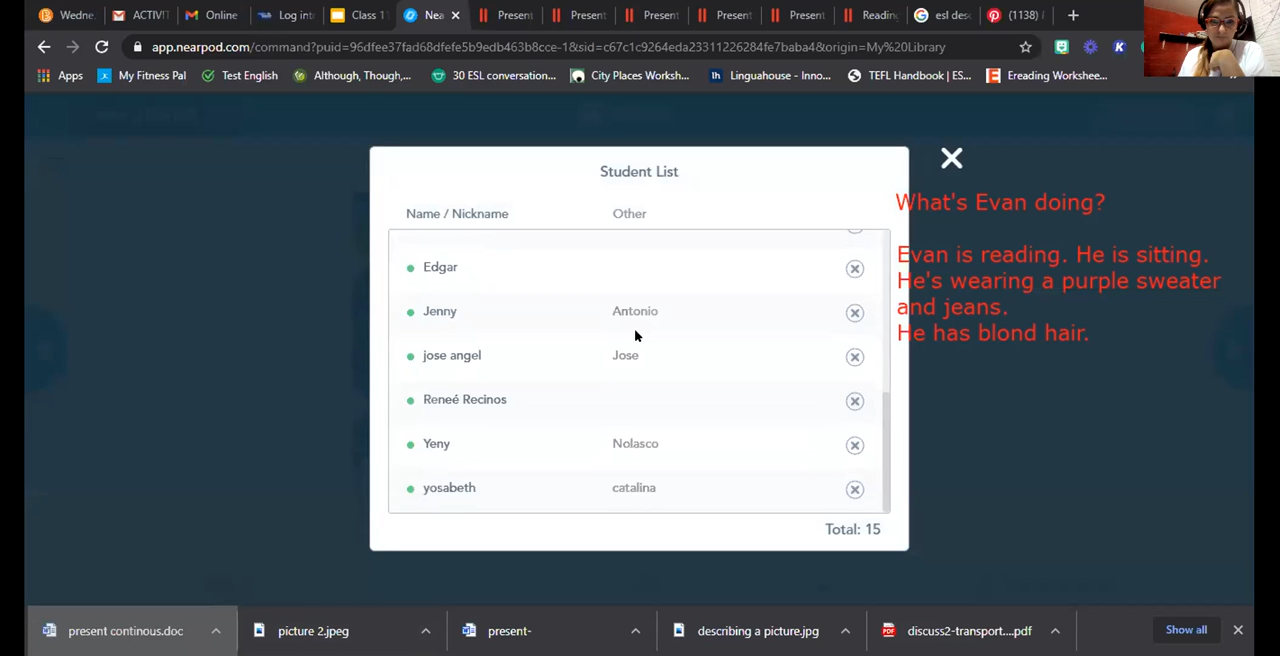 Wedne.
ACTIVI
Online
Log into
Class 1
Nea
Present
Present
Present
Present
Present
Reading
esl desc
(1138)
app.nearpod.com/command?puid=96dfee37fad68dfefe5b9edb463b8cce-1&sid=c67c1c9264eda23311226284fe7baba4&origin=My%20Library
Apps
My Fitness Pal
Test English
Although, Though,...
30 ESL conversation...
City Places Worksh...
Linguahouse - Inno...
TEFL Handbook | ES...
Ereading Workshee...
Student List
Name / Nickname Other
Edgar
Jenny Antonio
jose angel Jose
Reneé Recinos
Yeny Nolasco
yosabeth catalina
Total: 15
What's Evan doing?
Evan is reading. He is sitting.
He's wearing a purple sweater
and jeans.
He has blond hair.
present continous.doc
picture 2.jpeg
present-
describing a picture.jpg
discuss2-transport....pdf
Show all